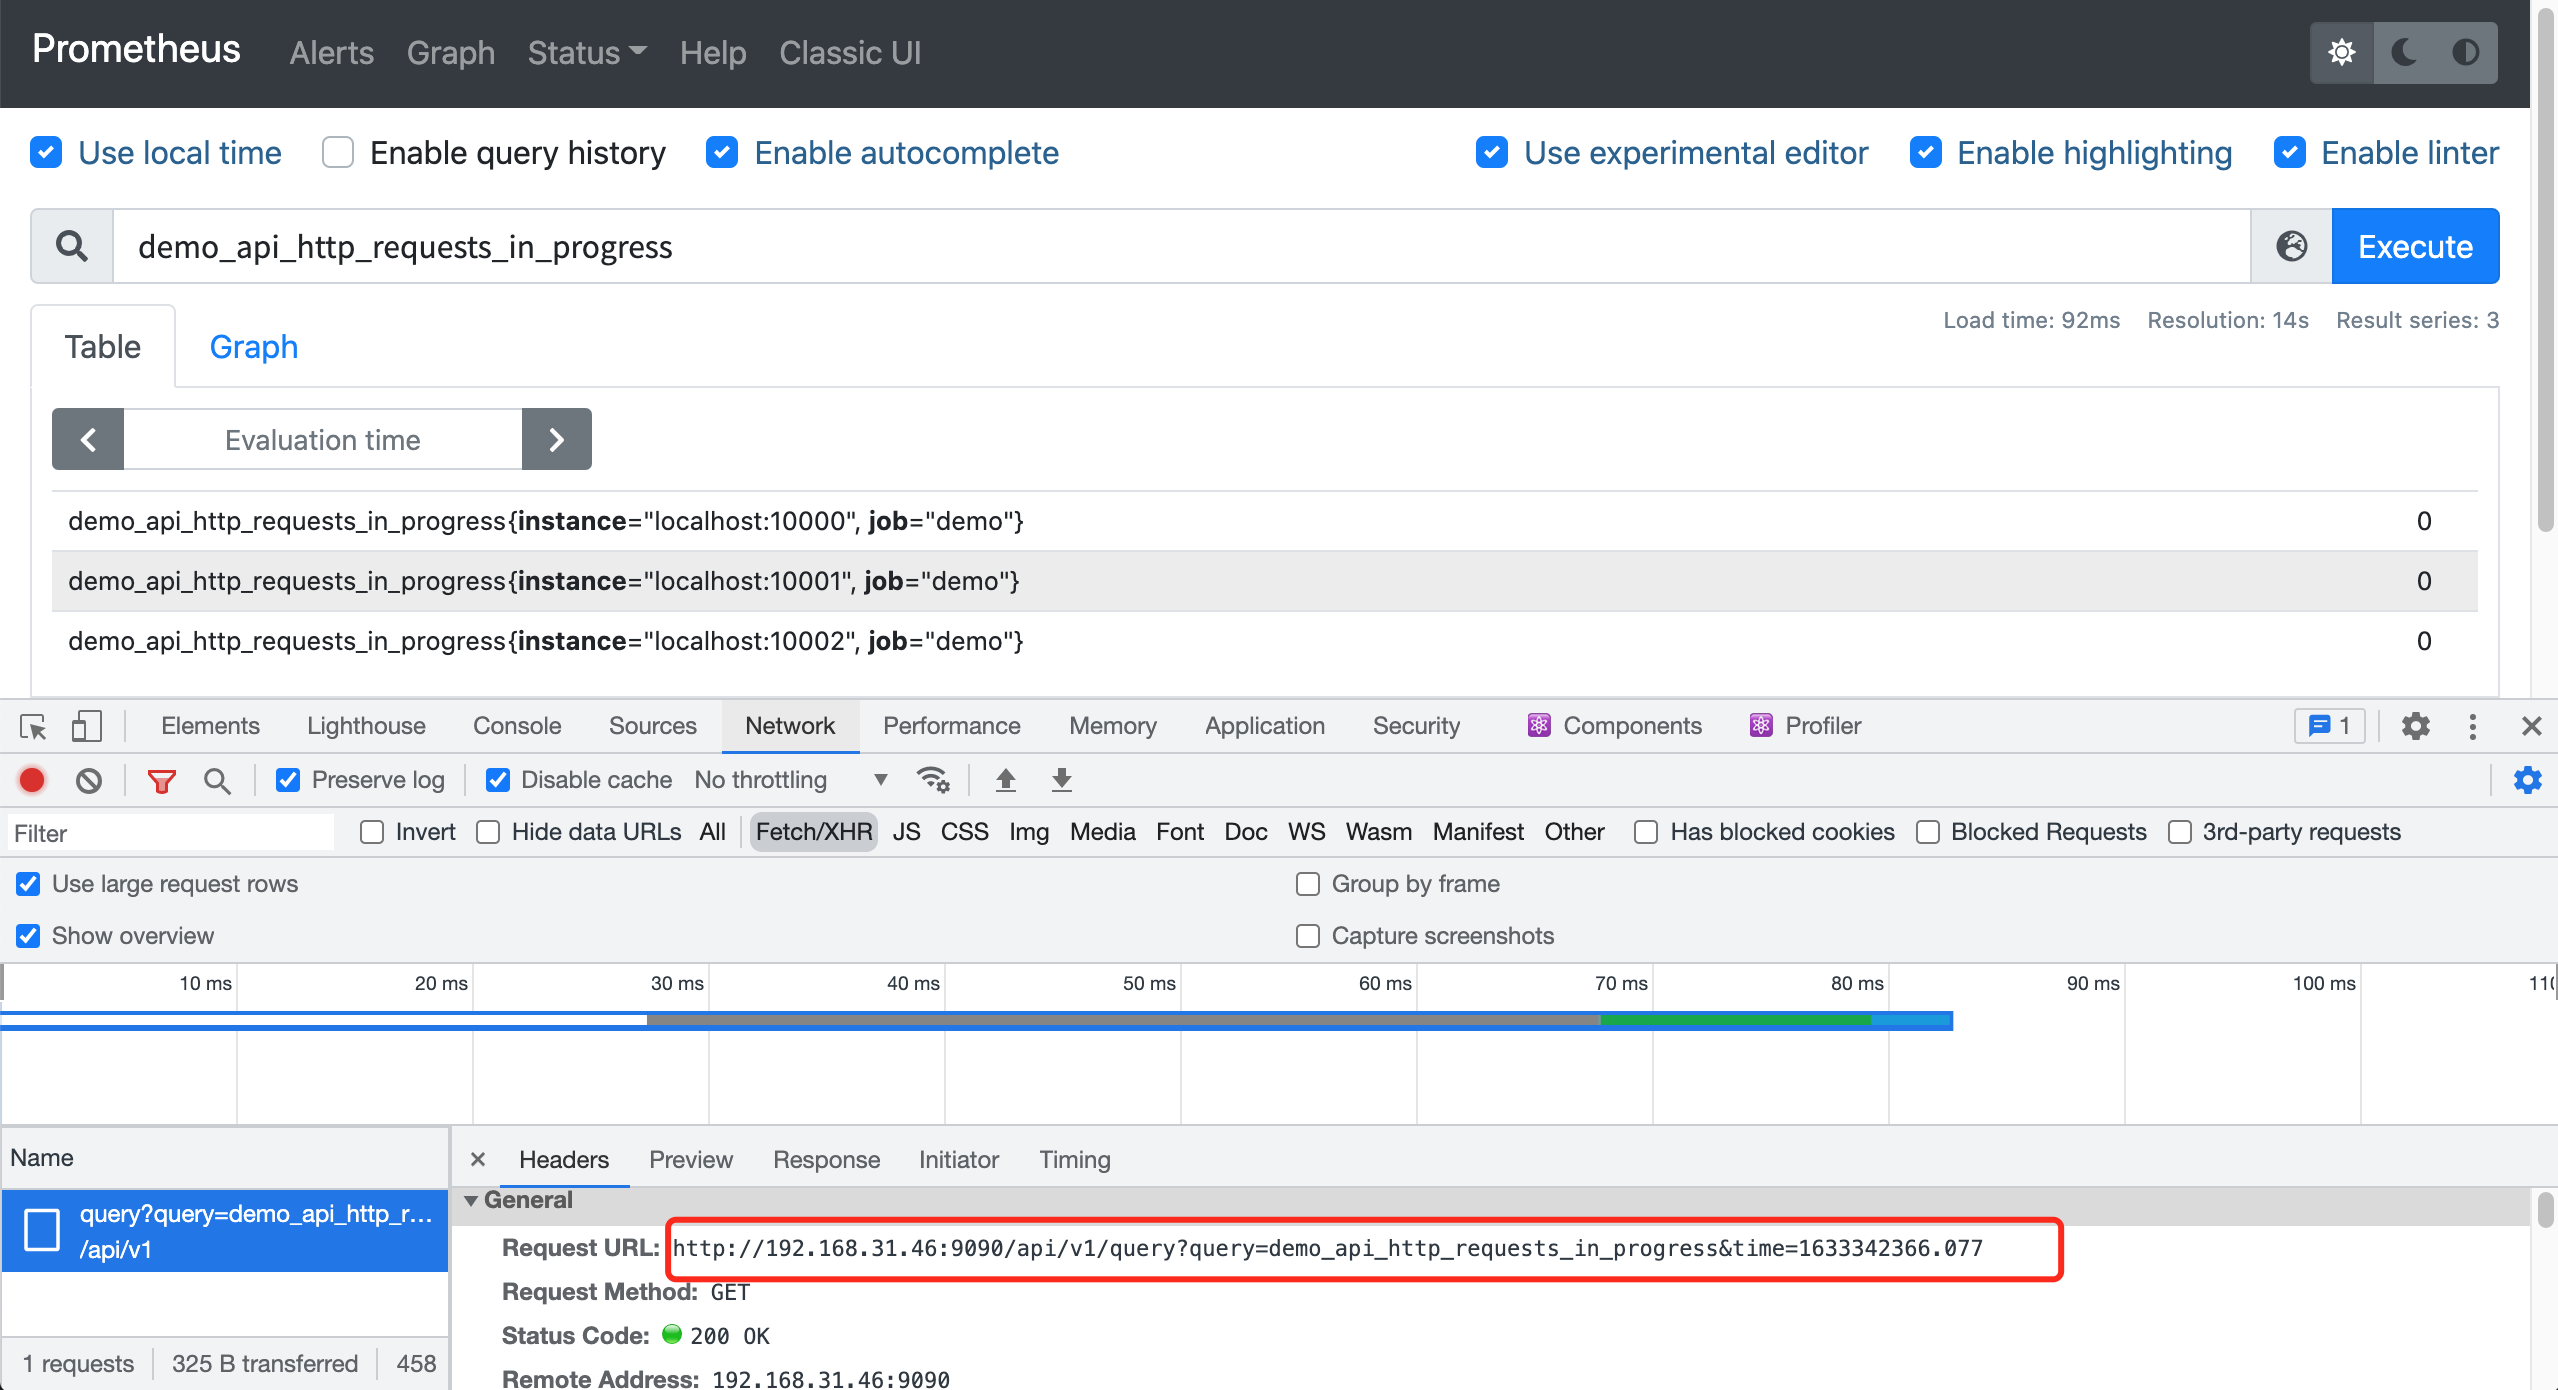 Prometheus Alerts Graph Status Help Classic UI
Use local time Enable query history Enable autocomplete Use experimental editor Enable highlighting Enable linter
demo_api_http_requests_in_progress Execute
Load time: 92ms Resolution: 14s Result series: 3
Table Graph
Evaluation time
demo_api_http_requests_in_progress{instance="localhost:10000", job="demo"} 0
demo_api_http_requests_in_progress{instance="localhost:10001", job="demo"} 0
demo_api_http_requests_in_progress{instance="localhost:10002", job="demo"} 0
Elements Lighthouse Console Sources Network Performance Memory Application Security Components Profiler 1
Preserve log Disable cache No throttling
Filter Invert Hide data URLs All Fetch/XHR JS CSS Img Media Font Doc WS Wasm Manifest Other Has blocked cookies Blocked Requests 3rd-party requests
Use large request rows Group by frame
Show overview Capture screenshots
10 ms 20 ms 30 ms 40 ms 50 ms 60 ms 70 ms 80 ms 90 ms 100 ms
Name
Headers Preview Response Initiator Timing
query?query=demo_api_http_r...
/api/v1
General
Request URL: http://192.168.31.46:9090/api/v1/query?query=demo_api_http_requests_in_progress&time=1633342366.077
Request Method: GET
Status Code: 200 OK
Remote Address: 192.168.31.46:9090
1 requests 325 B transferred 458